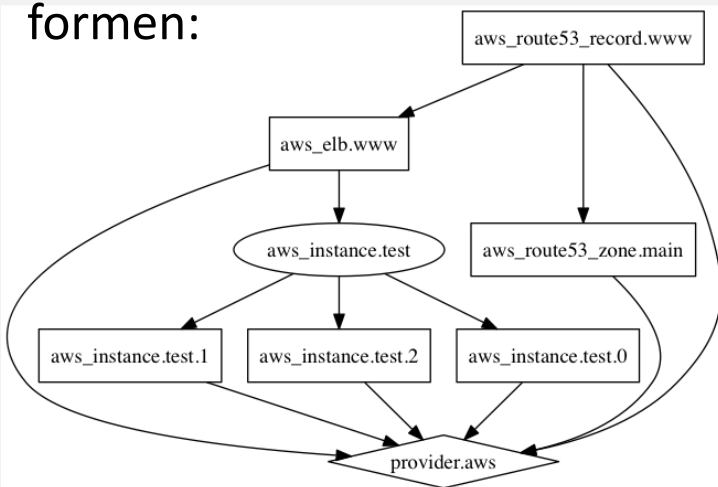 formen:
aws_route53_record.www
aws_elb.www
aws_instance.test
aws_route53_zone.main
aws_instance.test.1
aws_instance.test.2
aws_instance.test.0
provider.aws